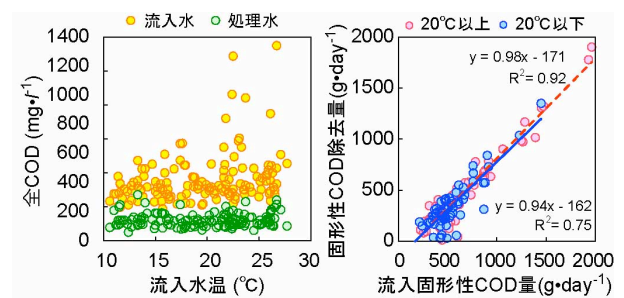 流入水 処理水
全COD (mg•ℓ⁻¹)
1400
1200
1000
800
600
400
200
0
10 15 20 25 30
流入水温 (℃)
20℃以上 20℃以下
固形性COD除去量(g•day⁻¹)
2000
1500
1000
500
0
y = 0.98x - 171
R²= 0.92
y = 0.94x - 162
R²= 0.75
0 500 1000 1500 2000
流入固形性COD量(g•day⁻¹)